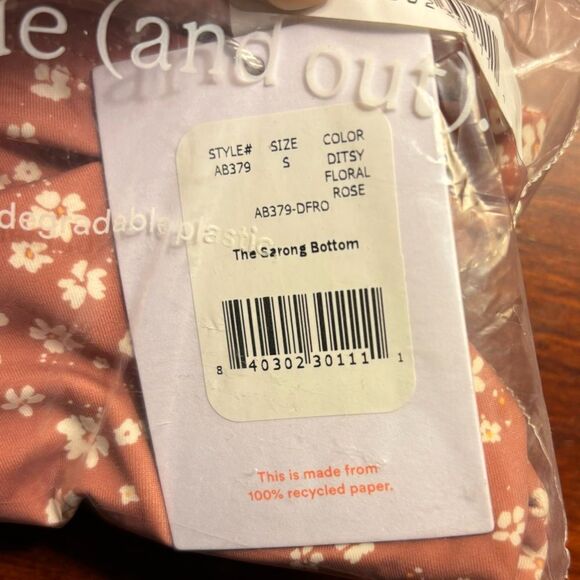 (and out).
degradable plastic
STYLE# SIZE COLOR
AB379 S DITSY
FLORAL
ROSE
AB379-DFRO
The Sarong Bottom
8 40302 30111 1
This is made from
100% recycled paper.